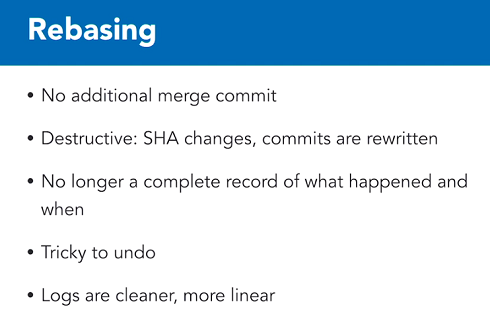 Rebasing
• No additional merge commit
• Destructive: SHA changes, commits are rewritten
• No longer a complete record of what happened and
when
• Tricky to undo
• Logs are cleaner, more linear